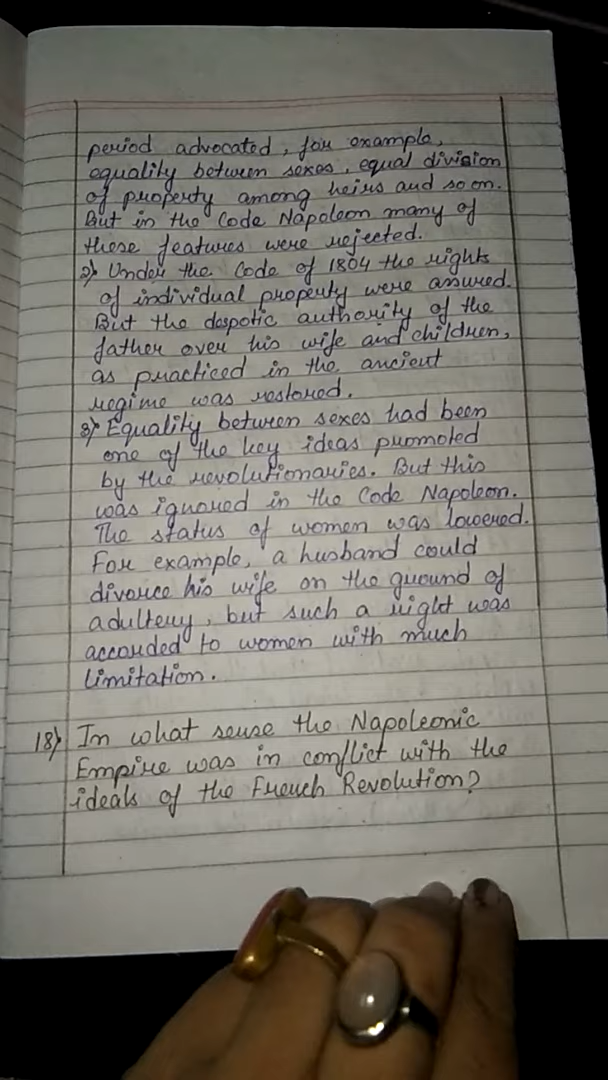 period advocated, for example,
equality between sexes, equal division
of property among heirs and so on.
But in the Code Napoleon many of
these features were rejected.
2) Under the Code of 1804 the rights
of individual property were assured.
But the despotic authority of the
father over his wife and children,
as practiced in the ancient
regime was restored.
3) Equality between sexes had been
one of the key ideas promoted
by the revolutionaries. But this
was ignored in the Code Napoleon.
The status of women was lowered.
For example, a husband could
divorce his wife on the ground of
adultery, but such a right was
accorded to women with much
limitation.
18) In what sense the Napoleonic
Empire was in conflict with the
ideals of the French Revolution?